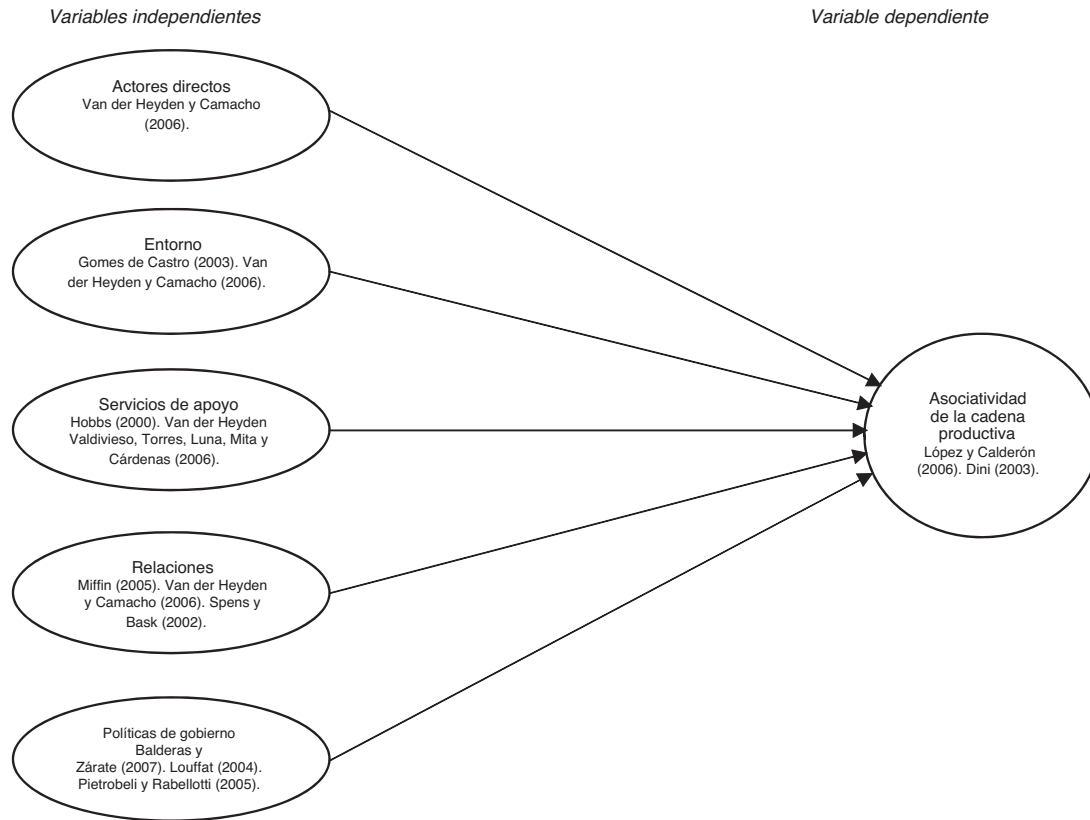 Variables independientes
Variable dependiente
Actores directos
Van der Heyden y Camacho
(2006).
Entorno
Gomes de Castro (2003). Van
der Heyden y Camacho (2006).
Servicios de apoyo
Hobbs (2000). Van der Heyden
Valdivieso, Torres, Luna, Mita y
Cárdenas (2006).
Relaciones
Miffin (2005). Van der Heyden
y Camacho (2006). Spens y
Bask (2002).
Políticas de gobierno
Balderas y
Zárate (2007). Louffat (2004).
Pietrobeli y Rabellotti (2005).
Asociatividad
de la cadena
productiva
López y Calderón
(2006). Dini (2003).